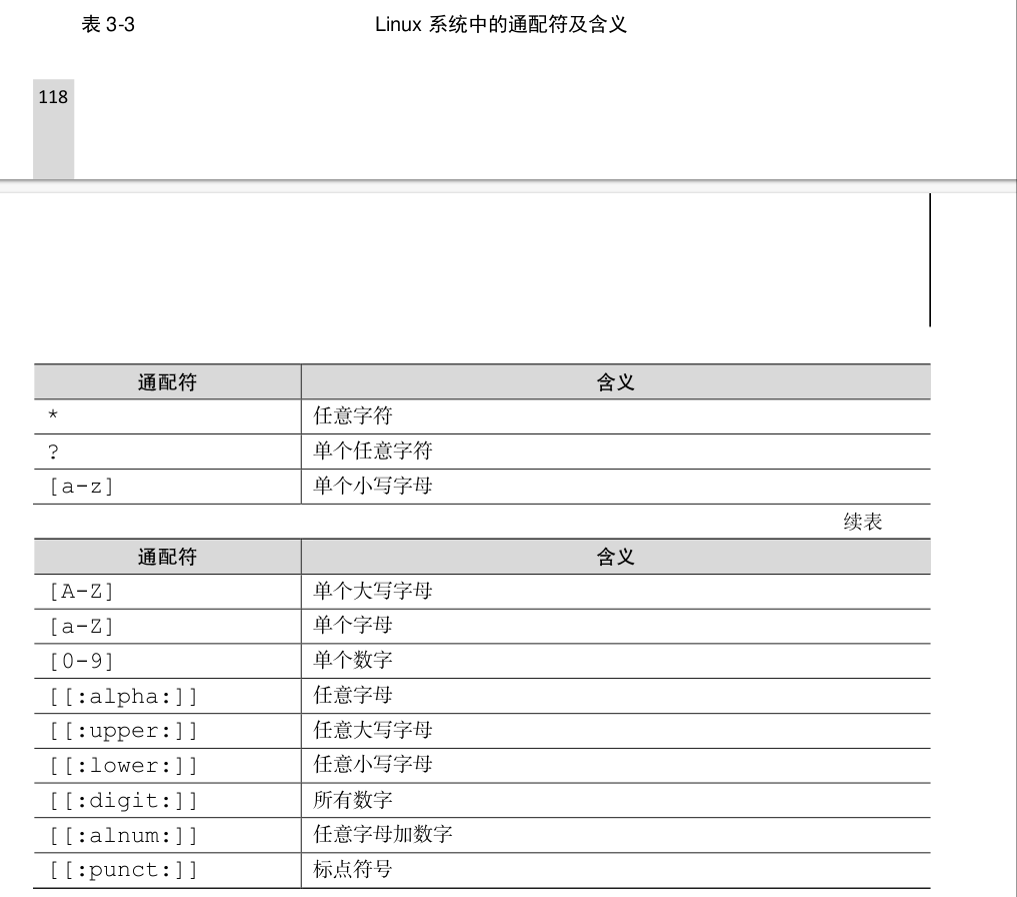 表 3-3 Linux 系统中的通配符及含义
118
通配符 含义
* 任意字符
? 单个任意字符
[a-z] 单个小写字母
续表
通配符 含义
[A-Z] 单个大写字母
[a-Z] 单个字母
[0-9] 单个数字
[[:alpha:]] 任意字母
[[:upper:]] 任意大写字母
[[:lower:]] 任意小写字母
[[:digit:]] 所有数字
[[:alnum:]] 任意字母加数字
[[:punct:]] 标点符号